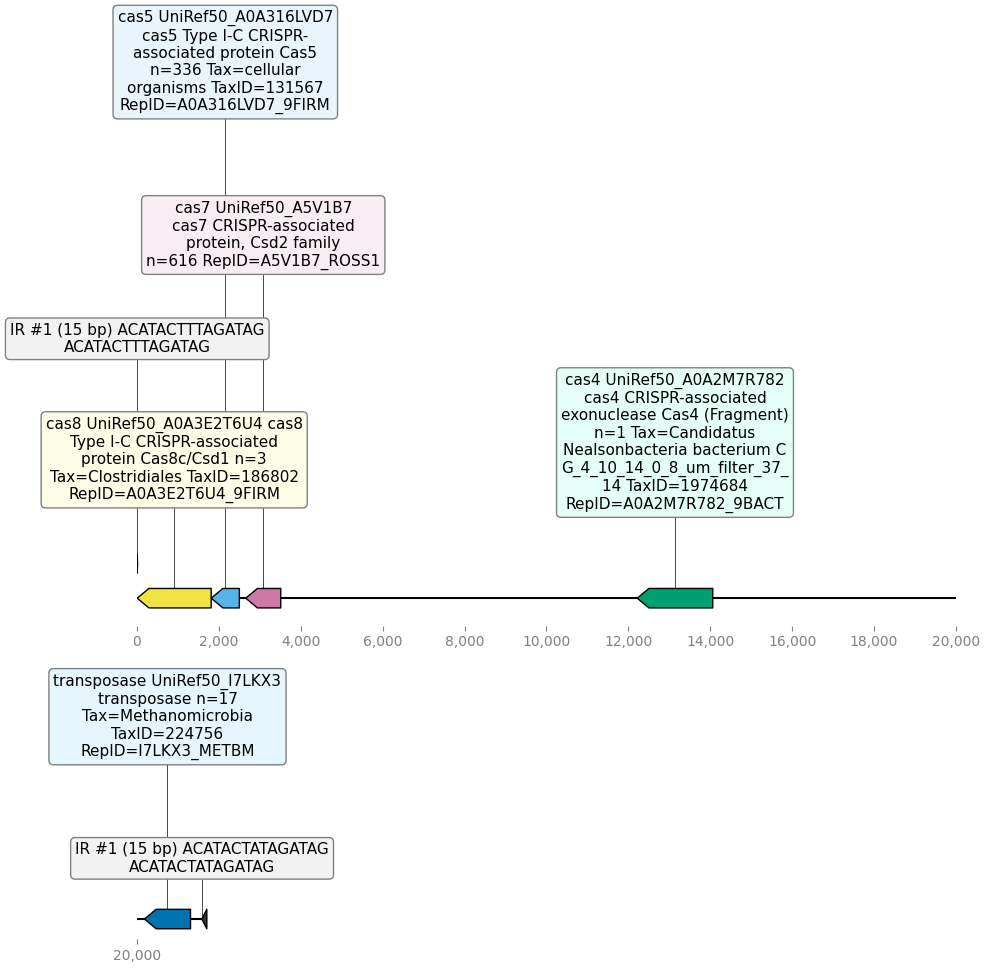 cas5 UniRef50_A0A316LVD7
cas5 Type I-C CRISPR-
associated protein Cas5
n=336 Tax=cellular
organisms TaxID=131567
RepID=A0A316LVD7_9FIRM
cas7 UniRef50_A5V1B7
cas7 CRISPR-associated
protein, Csd2 family
n=616 RepID=A5V1B7_ROSS1
IR #1 (15 bp) ACATACTTTAGATAG
ACATACTTTAGATAG
cas8 UniRef50_A0A3E2T6U4 cas8
Type I-C CRISPR-associated
protein Cas8c/Csd1 n=3
Tax=Clostridiales TaxID=186802
RepID=A0A3E2T6U4_9FIRM
cas4 UniRef50_A0A2M7R782
cas4 CRISPR-associated
exonuclease Cas4 (Fragment)
n=1 Tax=Candidatus
Nealsonbacteria bacterium C
G_4_10_14_0_8_um_filter_37_
14 TaxID=1974684
RepID=A0A2M7R782_9BACT
0 2,000 4,000 6,000 8,000 10,000 12,000 14,000 16,000 18,000 20,000
transposase UniRef50_I7LKX3
transposase n=17
Tax=Methanomicrobia
TaxID=224756
RepID=I7LKX3_METBM
IR #1 (15 bp) ACATACTATAGATAG
ACATACTATAGATAG
20,000